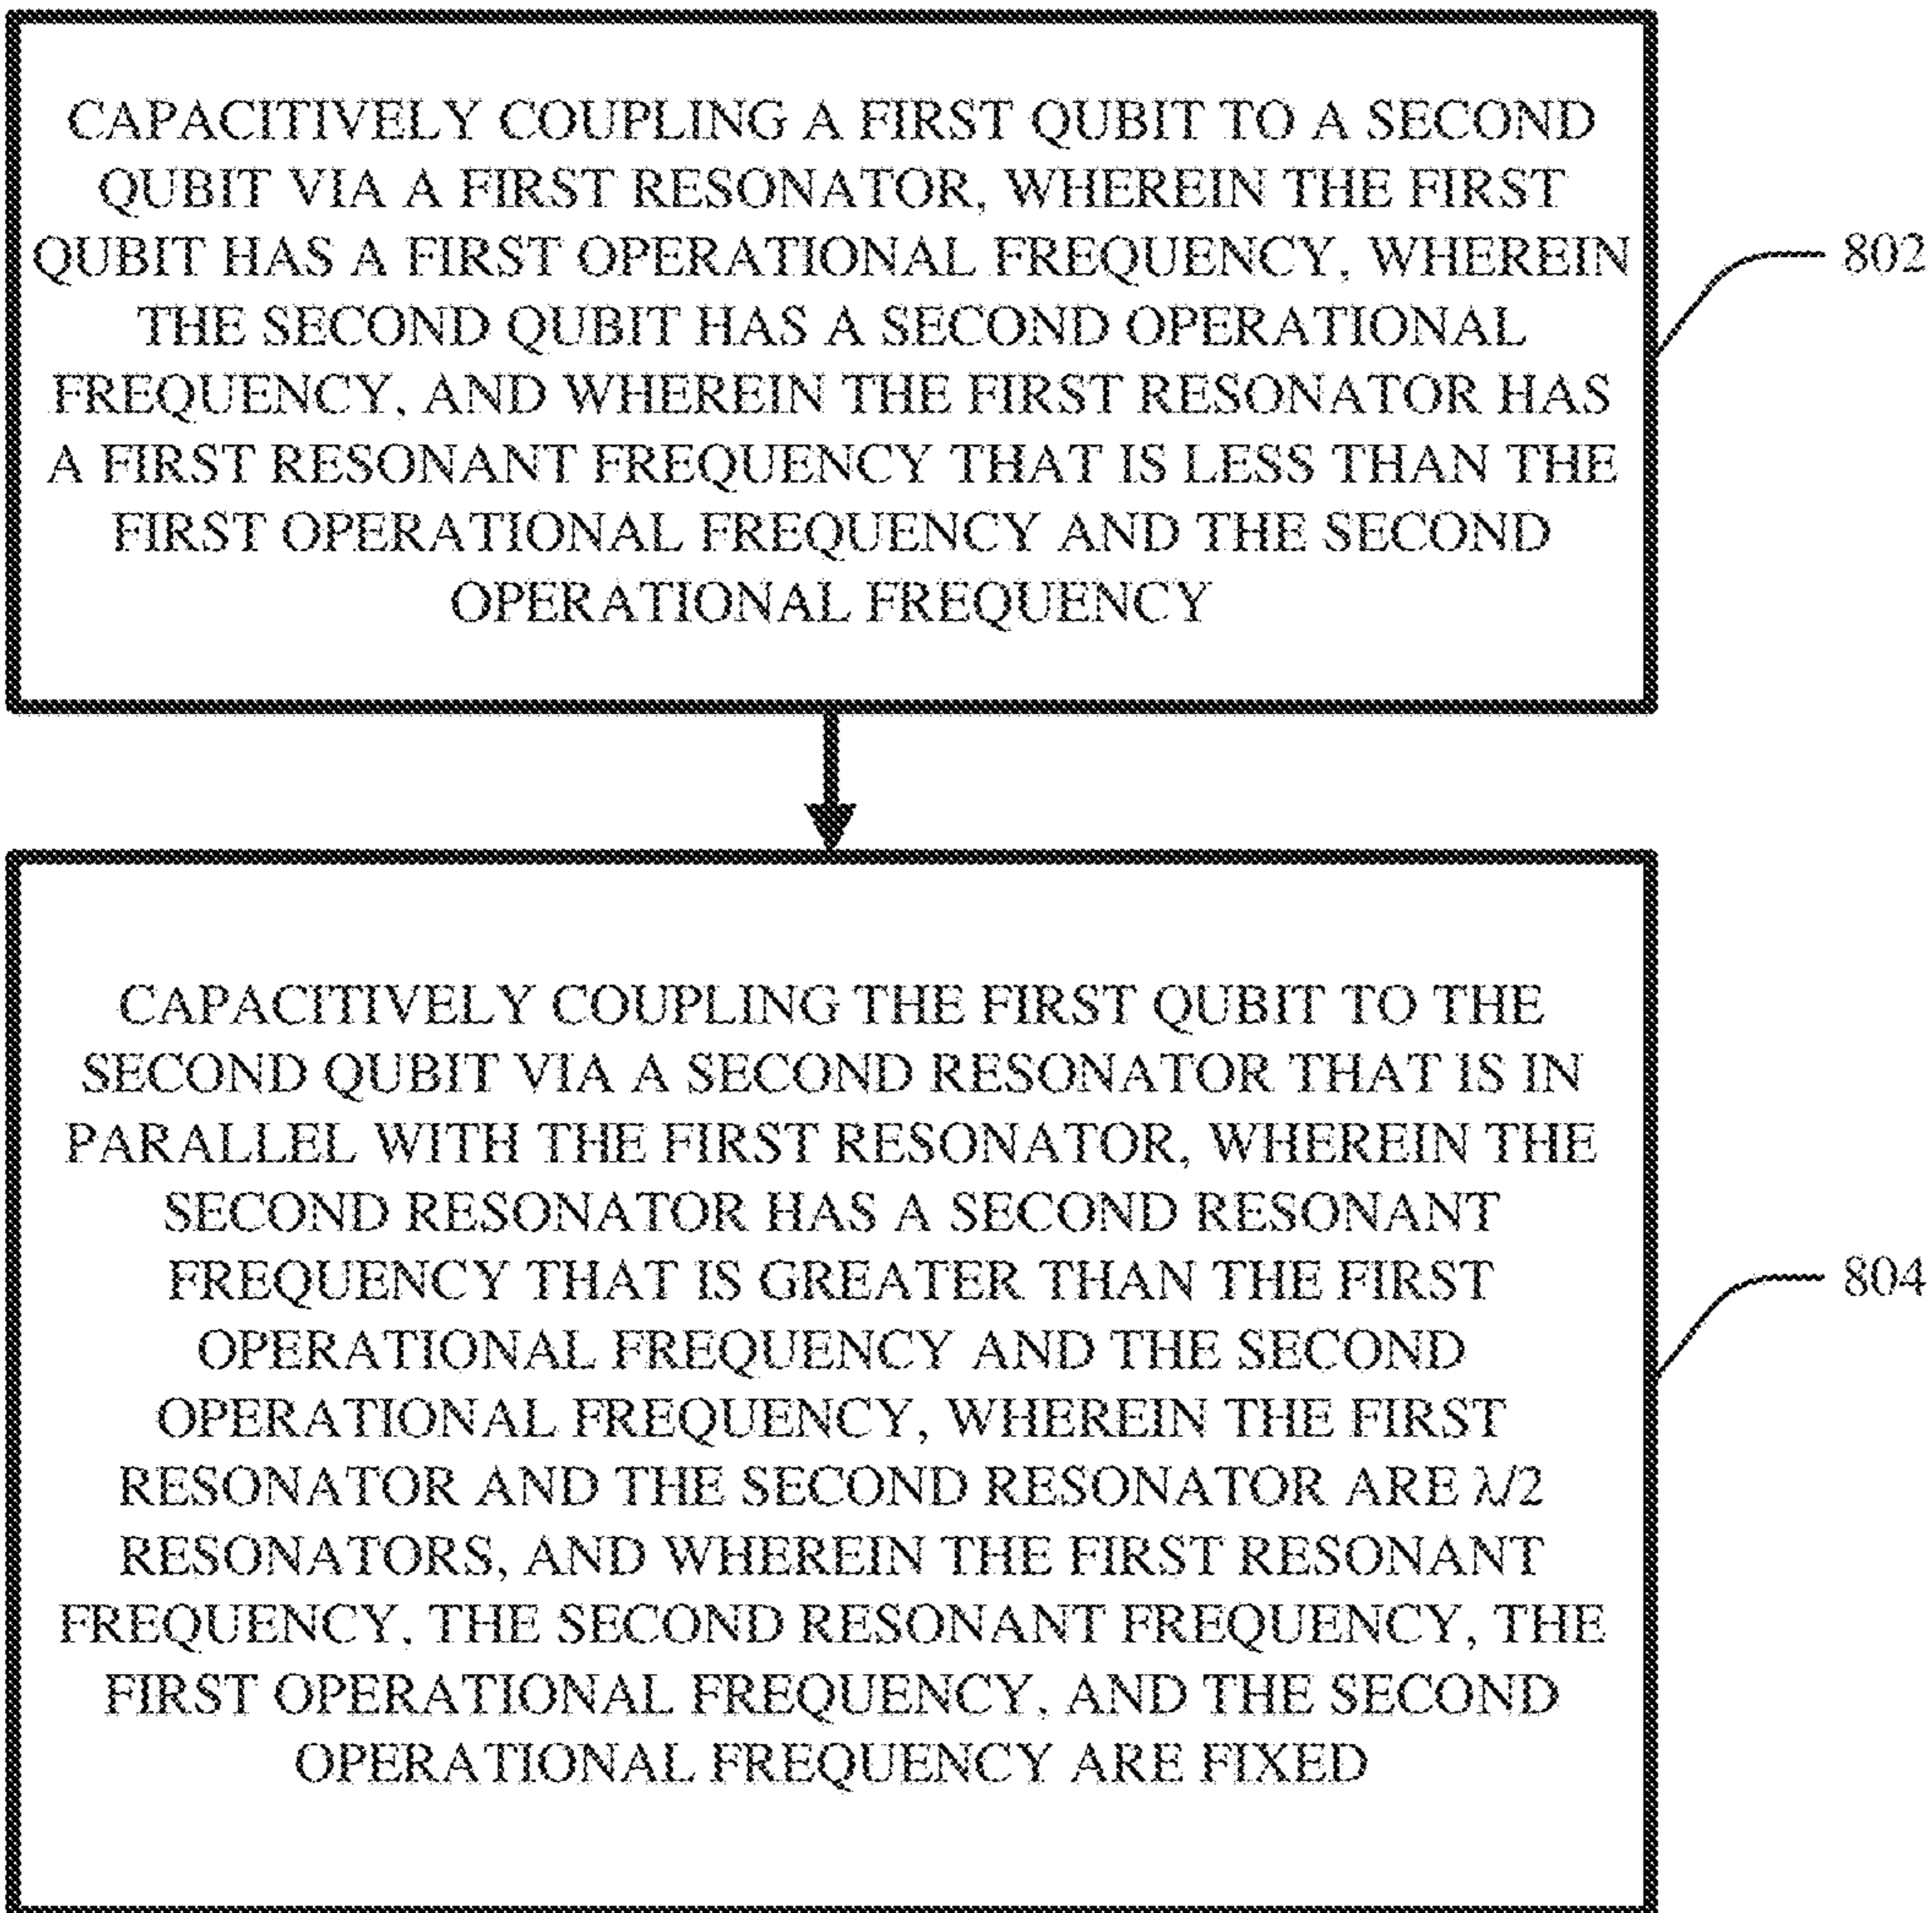 CAPACITIVELY COUPLING A FIRST QUBIT TO A SECOND
QUBIT VIA A FIRST RESONATOR, WHEREIN THE FIRST
QUBIT HAS A FIRST OPERATIONAL FREQUENCY, WHEREIN
THE SECOND QUBIT HAS A SECOND OPERATIONAL
FREQUENCY, AND WHEREIN THE FIRST RESONATOR HAS
A FIRST RESONANT FREQUENCY THAT IS LESS THAN THE
FIRST OPERATIONAL FREQUENCY AND THE SECOND
OPERATIONAL FREQUENCY
802
CAPACITIVELY COUPLING THE FIRST QUBIT TO THE
SECOND QUBIT VIA A SECOND RESONATOR THAT IS IN
PARALLEL WITH THE FIRST RESONATOR, WHEREIN THE
SECOND RESONATOR HAS A SECOND RESONANT
FREQUENCY THAT IS GREATER THAN THE FIRST
OPERATIONAL FREQUENCY AND THE SECOND
OPERATIONAL FREQUENCY, WHEREIN THE FIRST
RESONATOR AND THE SECOND RESONATOR ARE λ/2
RESONATORS, AND WHEREIN THE FIRST RESONANT
FREQUENCY, THE SECOND RESONANT FREQUENCY, THE
FIRST OPERATIONAL FREQUENCY, AND THE SECOND
OPERATIONAL FREQUENCY ARE FIXED
804